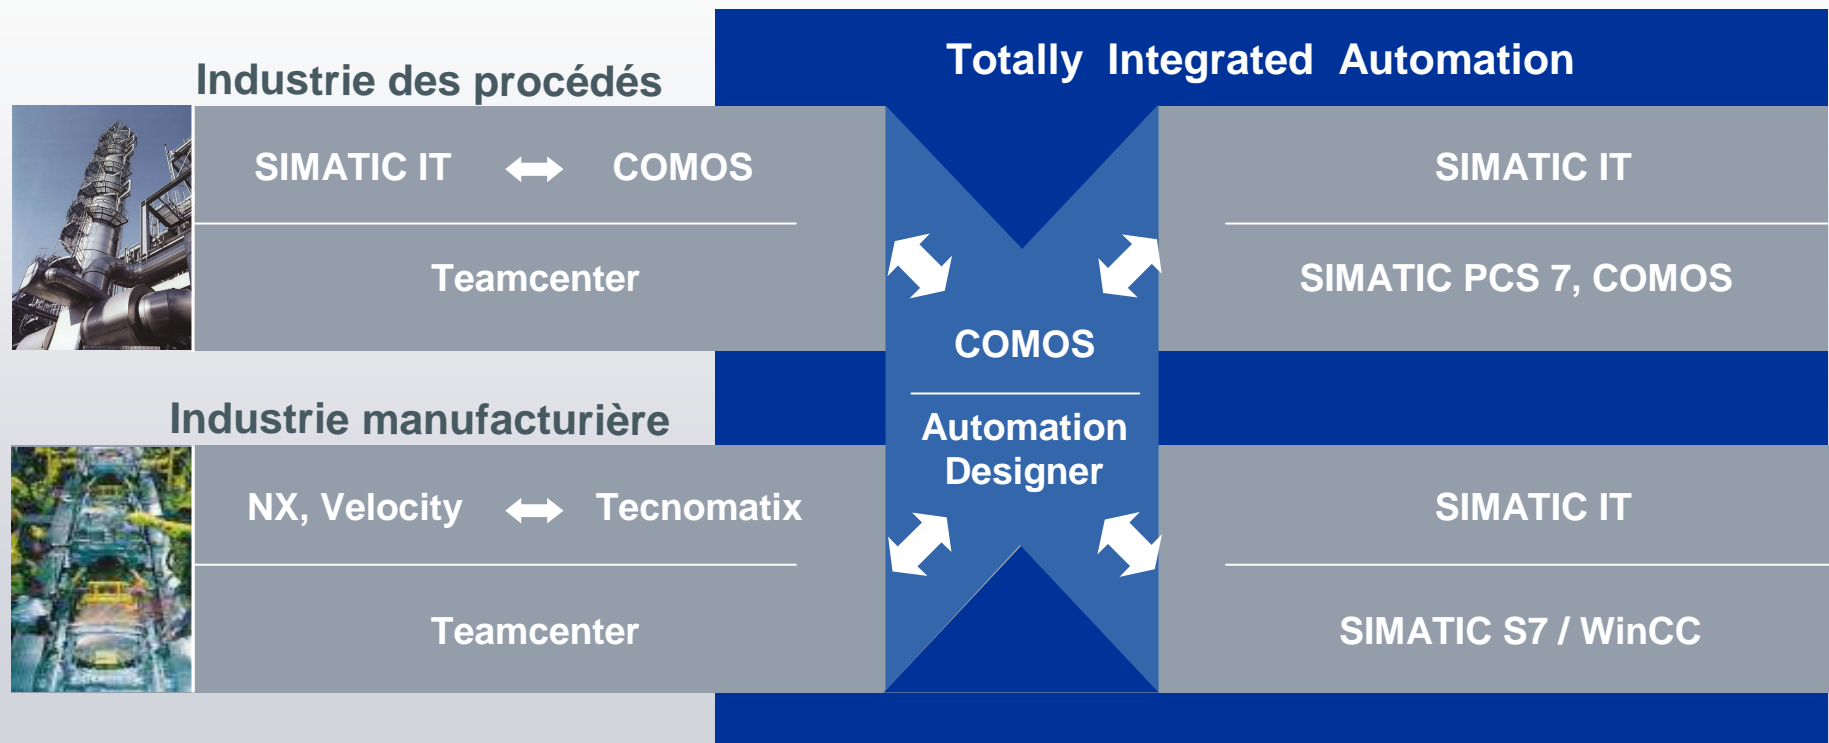 Totally Integrated Automation
Industrie des procédés
SIMATIC IT COMOS
Teamcenter
SIMATIC IT
SIMATIC PCS 7, COMOS
COMOS
Automation
Designer
Industrie manufacturière
NX, Velocity Tecnomatix
Teamcenter
SIMATIC IT
SIMATIC S7 / WinCC